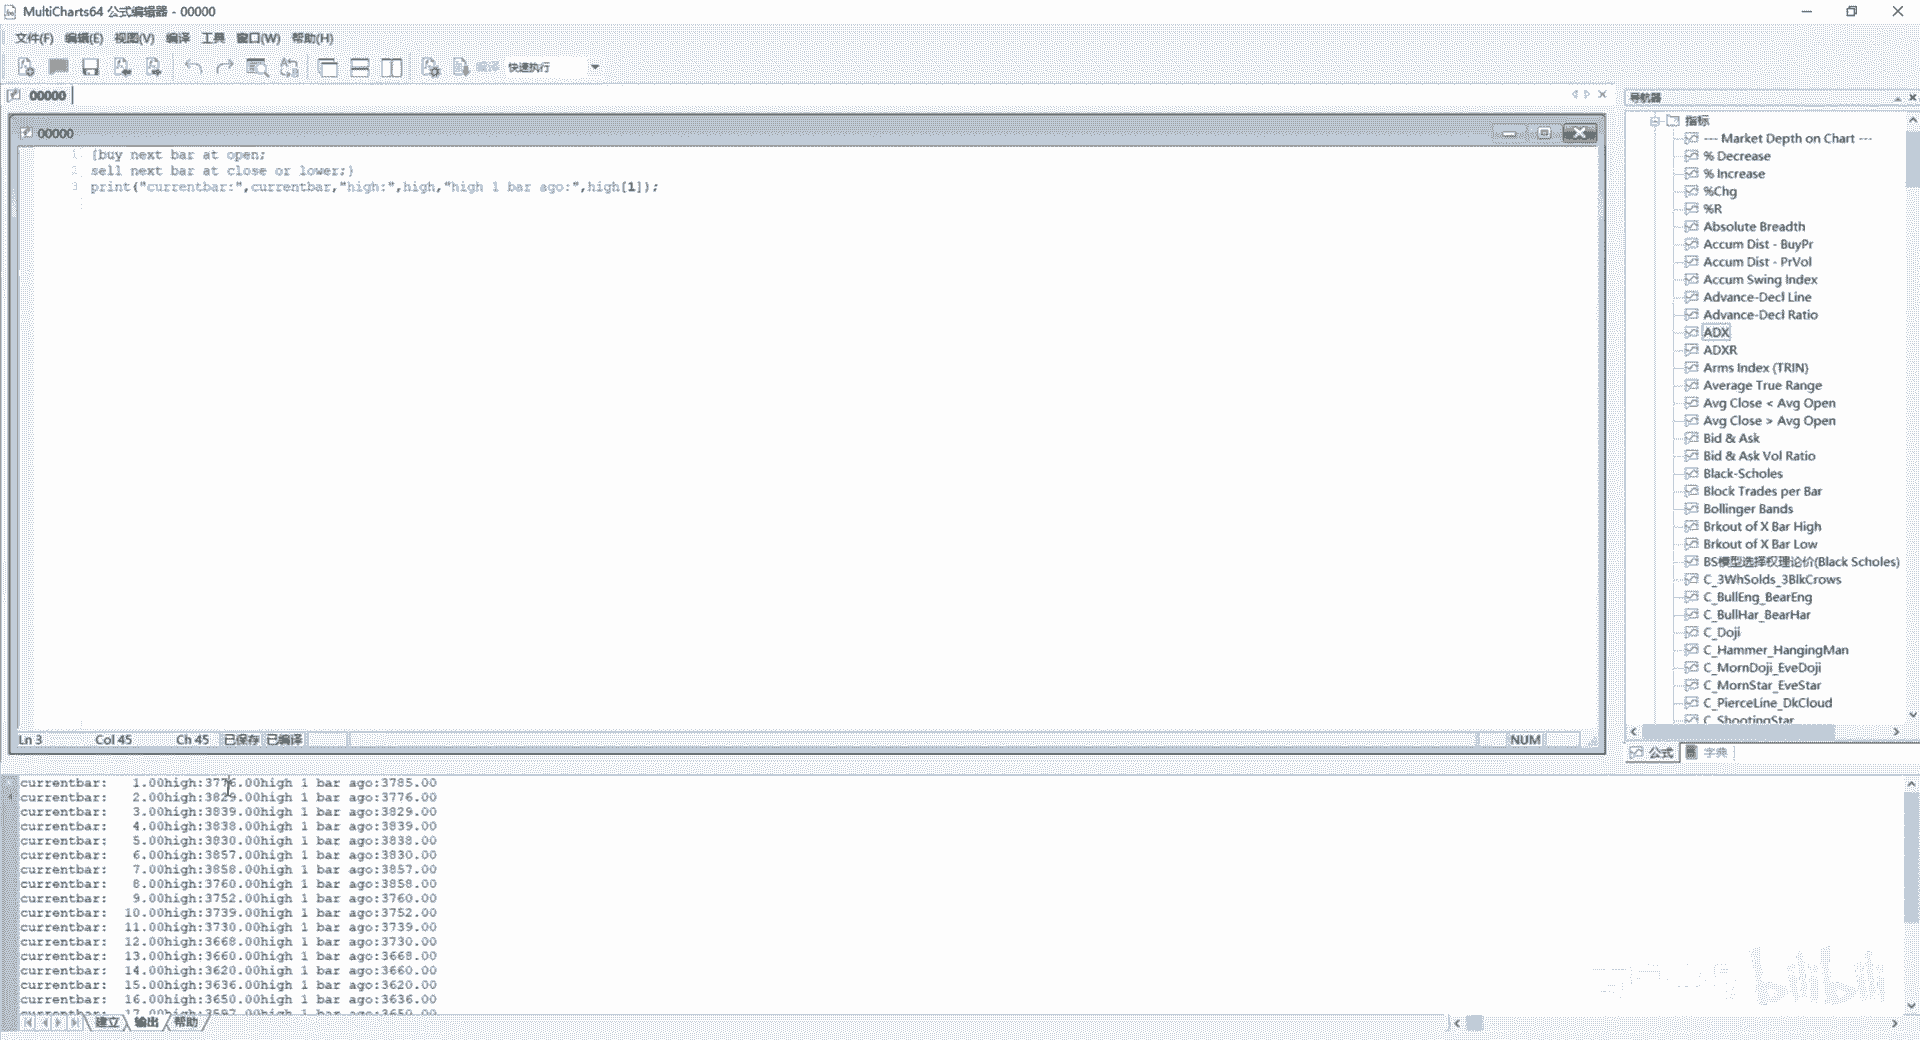 MultiCharts64 公式编辑器 - 00000
文件(F) 编辑(E) 视图(V) 编译 工具 窗口(W) 帮助(H)
编译 快速执行
00000
导航器
00000
1 {buy next bar at open;
2 sell next bar at close or lower;}
3 print("currentbar:",currentbar,"high:",high,"high 1 bar ago:",high[1]);
指标
--- Market Depth on Chart ---
% Decrease
% Increase
%Chg
%R
Absolute Breadth
Accum Dist - BuyPr
Accum Dist - PrVol
Accum Swing Index
Advance-Decl Line
Advance-Decl Ratio
ADX
ADXR
Arms Index (TRIN)
Average True Range
Avg Close < Avg Open
Avg Close > Avg Open
Bid & Ask
Bid & Ask Vol Ratio
Black-Scholes
Block Trades per Bar
Bollinger Bands
Brkout of X Bar High
Brkout of X Bar Low
BS模型选择权理论价(Black Scholes)
C_3WhSolds_3BlkCrows
C_BullEng_BearEng
C_BullHar_BearHar
C_Doji
C_Hammer_HangingMan
C_MornDoji_EveDoji
C_MornStar_EveStar
C_PierceLine_DkCloud
C_ShootingStar
Ln 3 Col 45 Ch 45 已保存 已编译 NUM
公式 字典
currentbar: 1.00high:3776.00high 1 bar ago:3785.00
currentbar: 2.00high:3829.00high 1 bar ago:3776.00
currentbar: 3.00high:3839.00high 1 bar ago:3829.00
currentbar: 4.00high:3838.00high 1 bar ago:3839.00
currentbar: 5.00high:3830.00high 1 bar ago:3838.00
currentbar: 6.00high:3857.00high 1 bar ago:3830.00
currentbar: 7.00high:3858.00high 1 bar ago:3857.00
currentbar: 8.00high:3760.00high 1 bar ago:3858.00
currentbar: 9.00high:3752.00high 1 bar ago:3760.00
currentbar: 10.00high:3739.00high 1 bar ago:3752.00
currentbar: 11.00high:3730.00high 1 bar ago:3739.00
currentbar: 12.00high:3668.00high 1 bar ago:3730.00
currentbar: 13.00high:3660.00high 1 bar ago:3668.00
currentbar: 14.00high:3620.00high 1 bar ago:3660.00
currentbar: 15.00high:3636.00high 1 bar ago:3620.00
currentbar: 16.00high:3650.00high 1 bar ago:3636.00
currentbar: 17.00high:3597.00high 1 bar ago:3650.00
建立 输出 帮助
bilibili